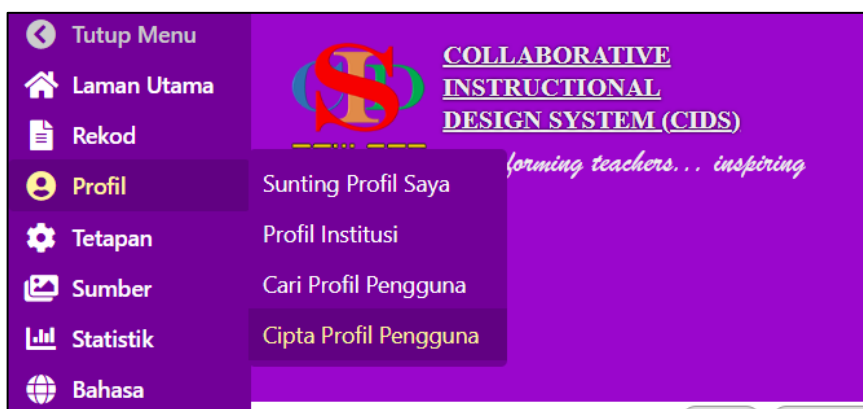 Tutup Menu
Laman Utama
Rekod
Profil
Tetapan
Sumber
Statistik
Bahasa
Sunting Profil Saya
Profil Institusi
Cari Profil Pengguna
Cipta Profil Pengguna
COLLABORATIVE
INSTRUCTIONAL
DESIGN SYSTEM (CIDS)
forming teachers... inspiring